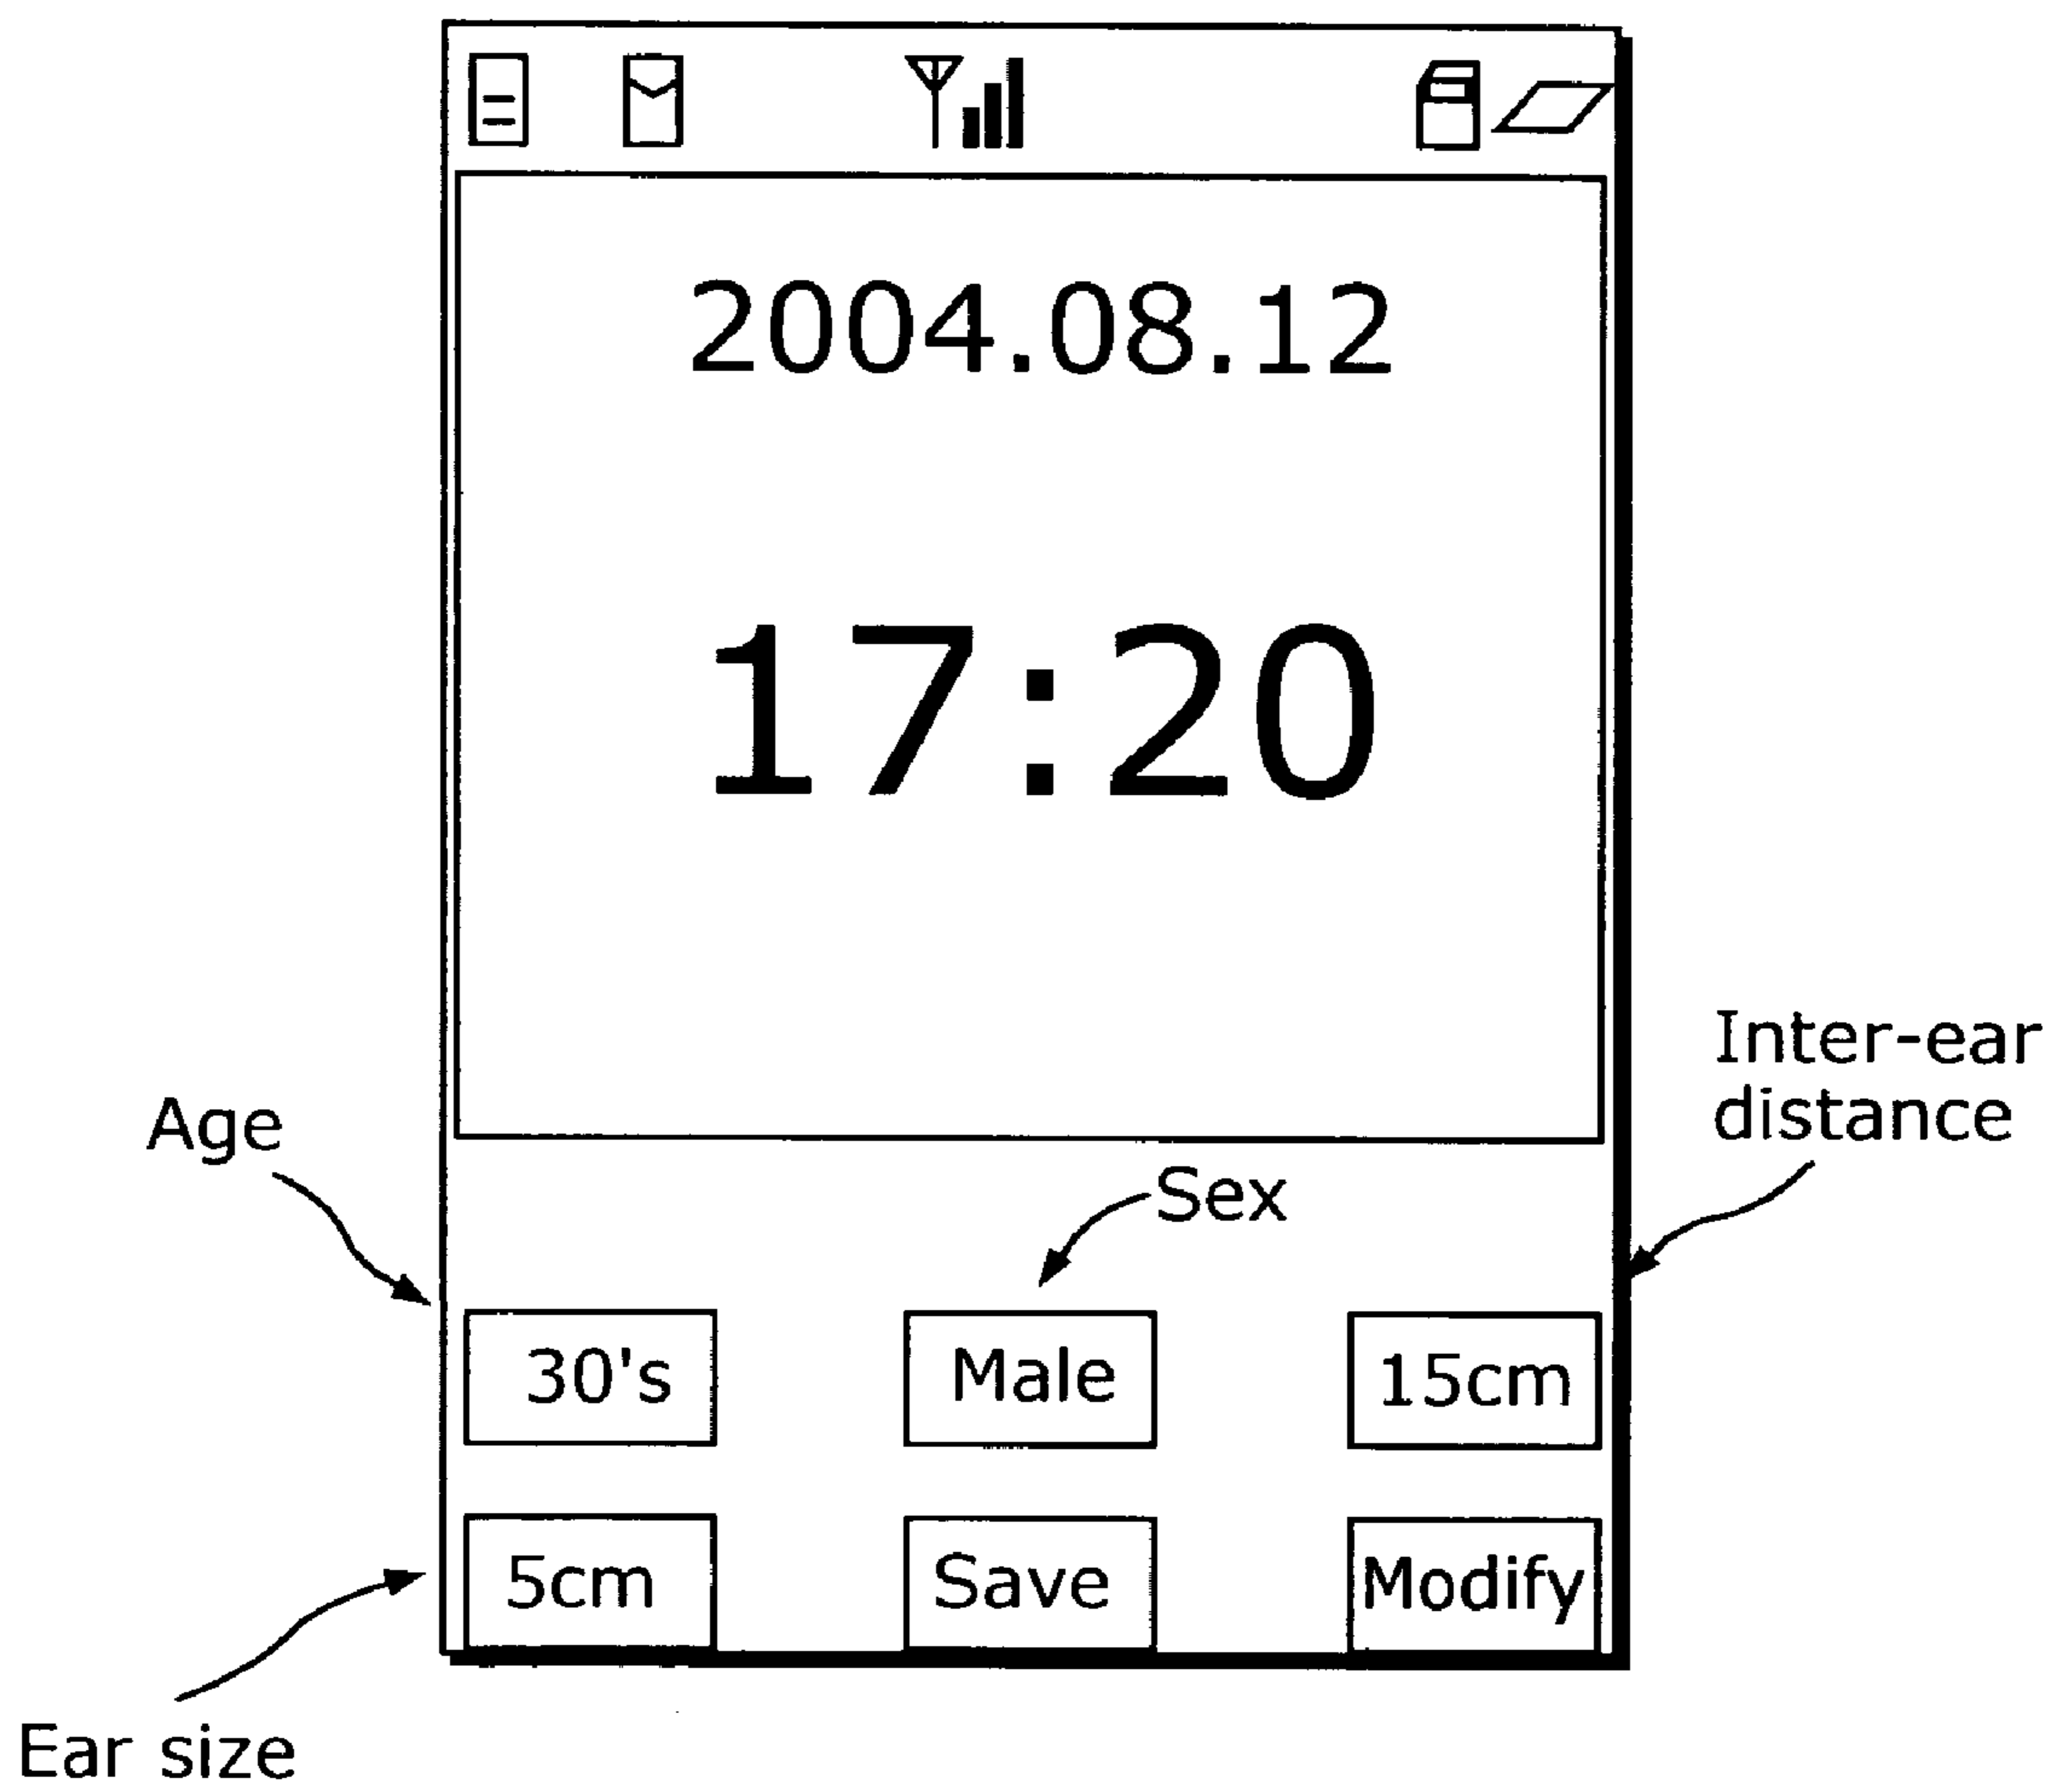 2004.08.12
17:20
Inter-ear
distance
Age
Sex
30's
Male
15cm
5cm
Save
Modify
Ear size